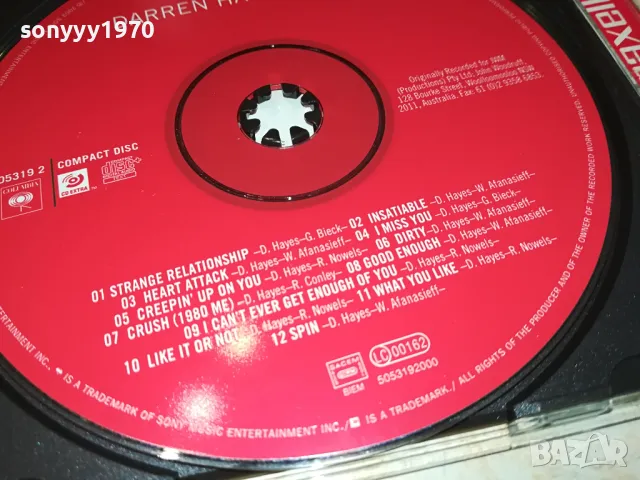 sonyyy1970
DARREN HA
Originally Recorded for JWM
(Productions) Pty Ltd: John Woodruff,
128 Bourke Street, Woolloomooloo NSW
2011, Australia. Fax: 61 (0)2 9358 5853.
05319 2
COMPACT DISC
COLUMBIA
CD EXTRA
01 STRANGE RELATIONSHIP –D. Hayes–G. Bieck– 02 INSATIABLE –D. Hayes–W. Afanasieff–
03 HEART ATTACK –D. Hayes–W. Afanasieff– 04 I MISS YOU –D. Hayes–G. Bieck–
05 CREEPIN' UP ON YOU –D. Hayes–R. Nowels– 06 DIRTY –D. Hayes–W. Afanasieff–
07 CRUSH (1980 ME) –D. Hayes–R. Conley– 08 GOOD ENOUGH –D. Hayes–R. Nowels–
09 I CAN'T EVER GET ENOUGH OF YOU –D. Hayes–R. Nowels–
10 LIKE IT OR NOT –D. Hayes–R. Nowels– 11 WHAT YOU LIKE –D. Hayes–W. Afanasieff–
12 SPIN –D. Hayes–W. Afanasieff–
SACEM
BIEM
LC 00162
5053192000
ENTERTAINMENT INC.,
IS A TRADEMARK OF SONY MUSIC ENTERTAINMENT INC./
IS A TRADEMARK./ ALL RIGHTS OF THE PRODUCER AND OF THE OWNER OF THE RECORDED WORK RESERVED.
maxell
BAZAR
bg